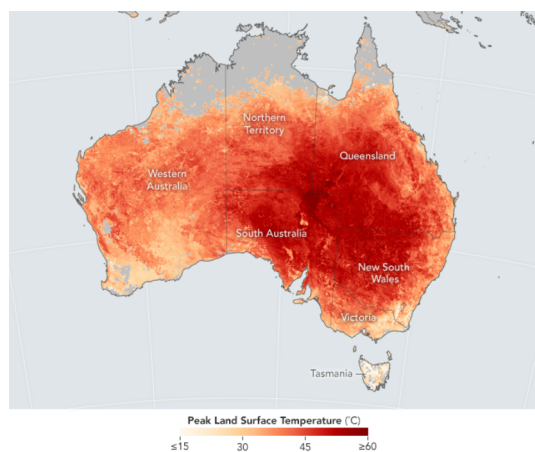 Northern
Territory
Queensland
Western
Australia
South Australia
New South
Wales
Victoria
Tasmania
Peak Land Surface Temperature (°C)
≤15 30 45 ≥60